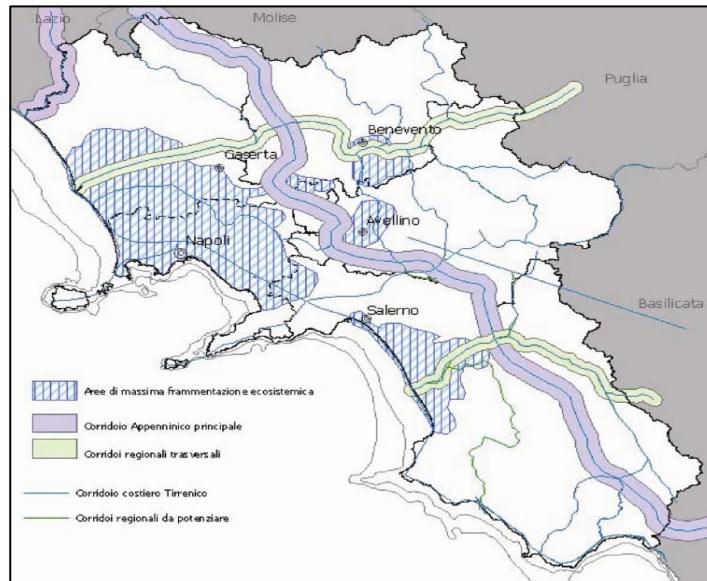 Lazio
Molise
Puglia
Benevento
Caserta
Avellino
Napoli
Basilicata
Salerno
Aree di massima frammentazione ecosistemica
Corridoio Appenninico principale
Corridoi regionali trasversali
Corridoio costiero Tirrenico
Corridoi regionali da potenziare